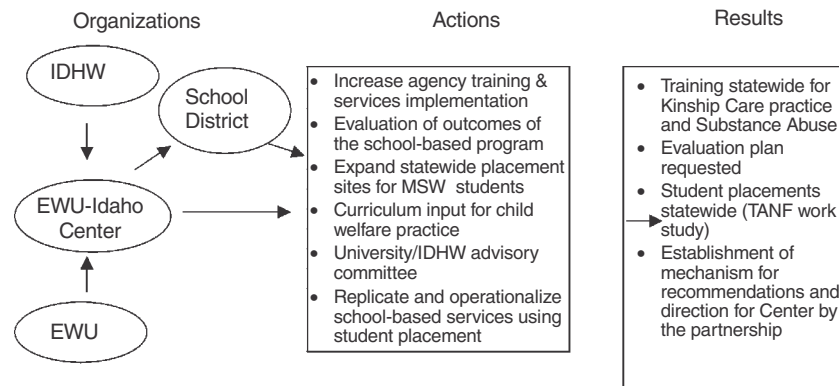 Organizations
Actions
Results
IDHW
School
District
EWU-Idaho
Center
EWU
• Increase agency training &
services implementation
• Evaluation of outcomes of
the school-based program
• Expand statewide placement
sites for MSW students
• Curriculum input for child
welfare practice
• University/IDHW advisory
committee
• Replicate and operationalize
school-based services using
student placement
• Training statewide for
Kinship Care practice
and Substance Abuse
• Evaluation plan
requested
• Student placements
statewide (TANF work
study)
• Establishment of
mechanism for
recommendations and
direction for Center by
the partnership